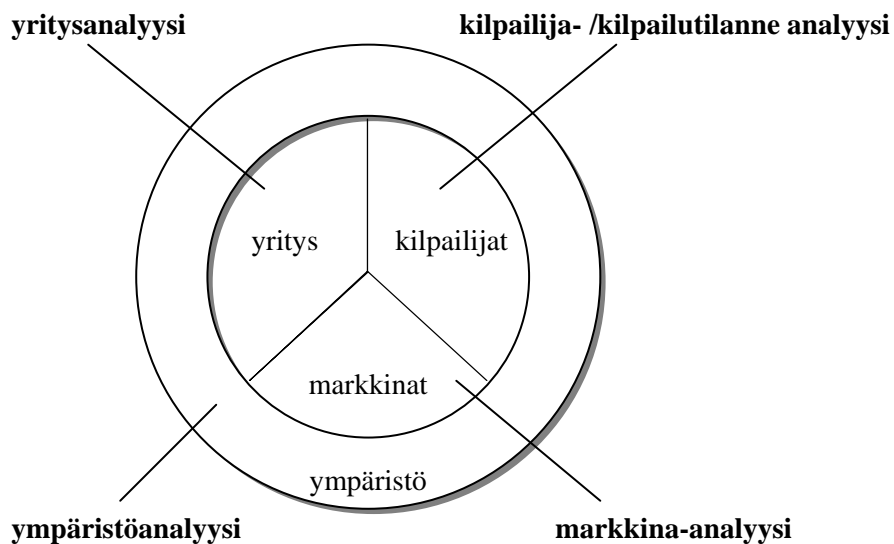 yritysanalyysi
kilpailija- /kilpailutilanne analyysi
yritys
kilpailijat
markkinat
ympäristö
ympäristöanalyysi
markkina-analyysi